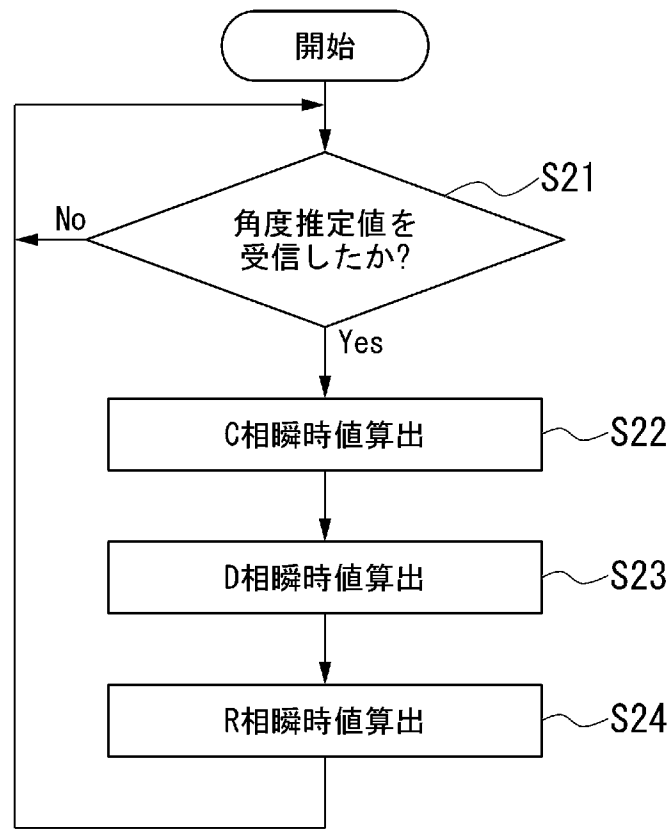 開始
S21
角度推定値を
受信したか?
No
Yes
C相瞬時値算出
S22
D相瞬時値算出
S23
R相瞬時値算出
S24